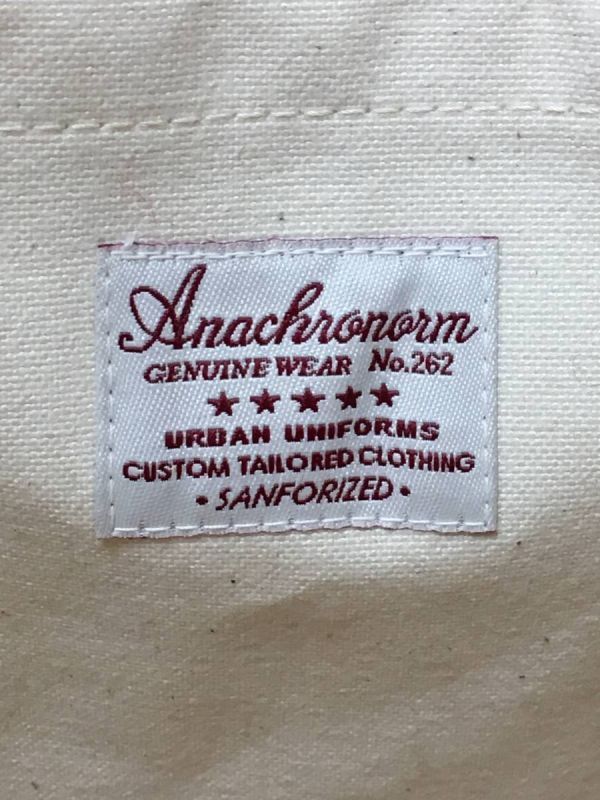 Anachronorm
GENUINE WEAR No.262
★★★★★
URBAN UNIFORMS
CUSTOM TAILORED CLOTHING
• SANFORIZED •